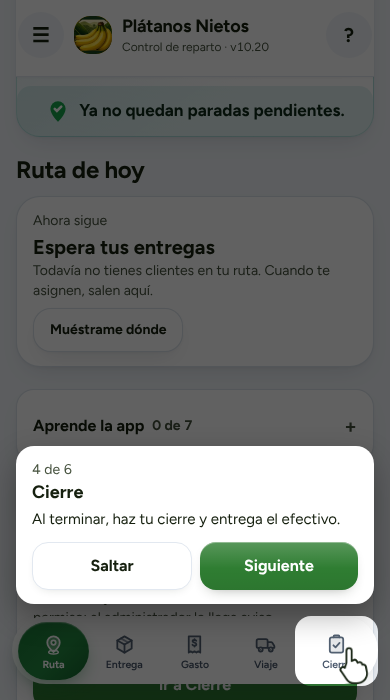 Plátanos Nietos
Control de reparto · v10.20
?
Ya no quedan paradas pendientes.
Ruta de hoy
Ahora sigue
Espera tus entregas
Todavía no tienes clientes en tu ruta. Cuando te
asignen, salen aquí.
Muéstrame dónde
Aprende la app 0 de 7 +
4 de 6
Cierre
Al terminar, haz tu cierre y entrega el efectivo.
Saltar
Siguiente
Ir a Cierre
Ruta
Entrega
Gasto
Viaje